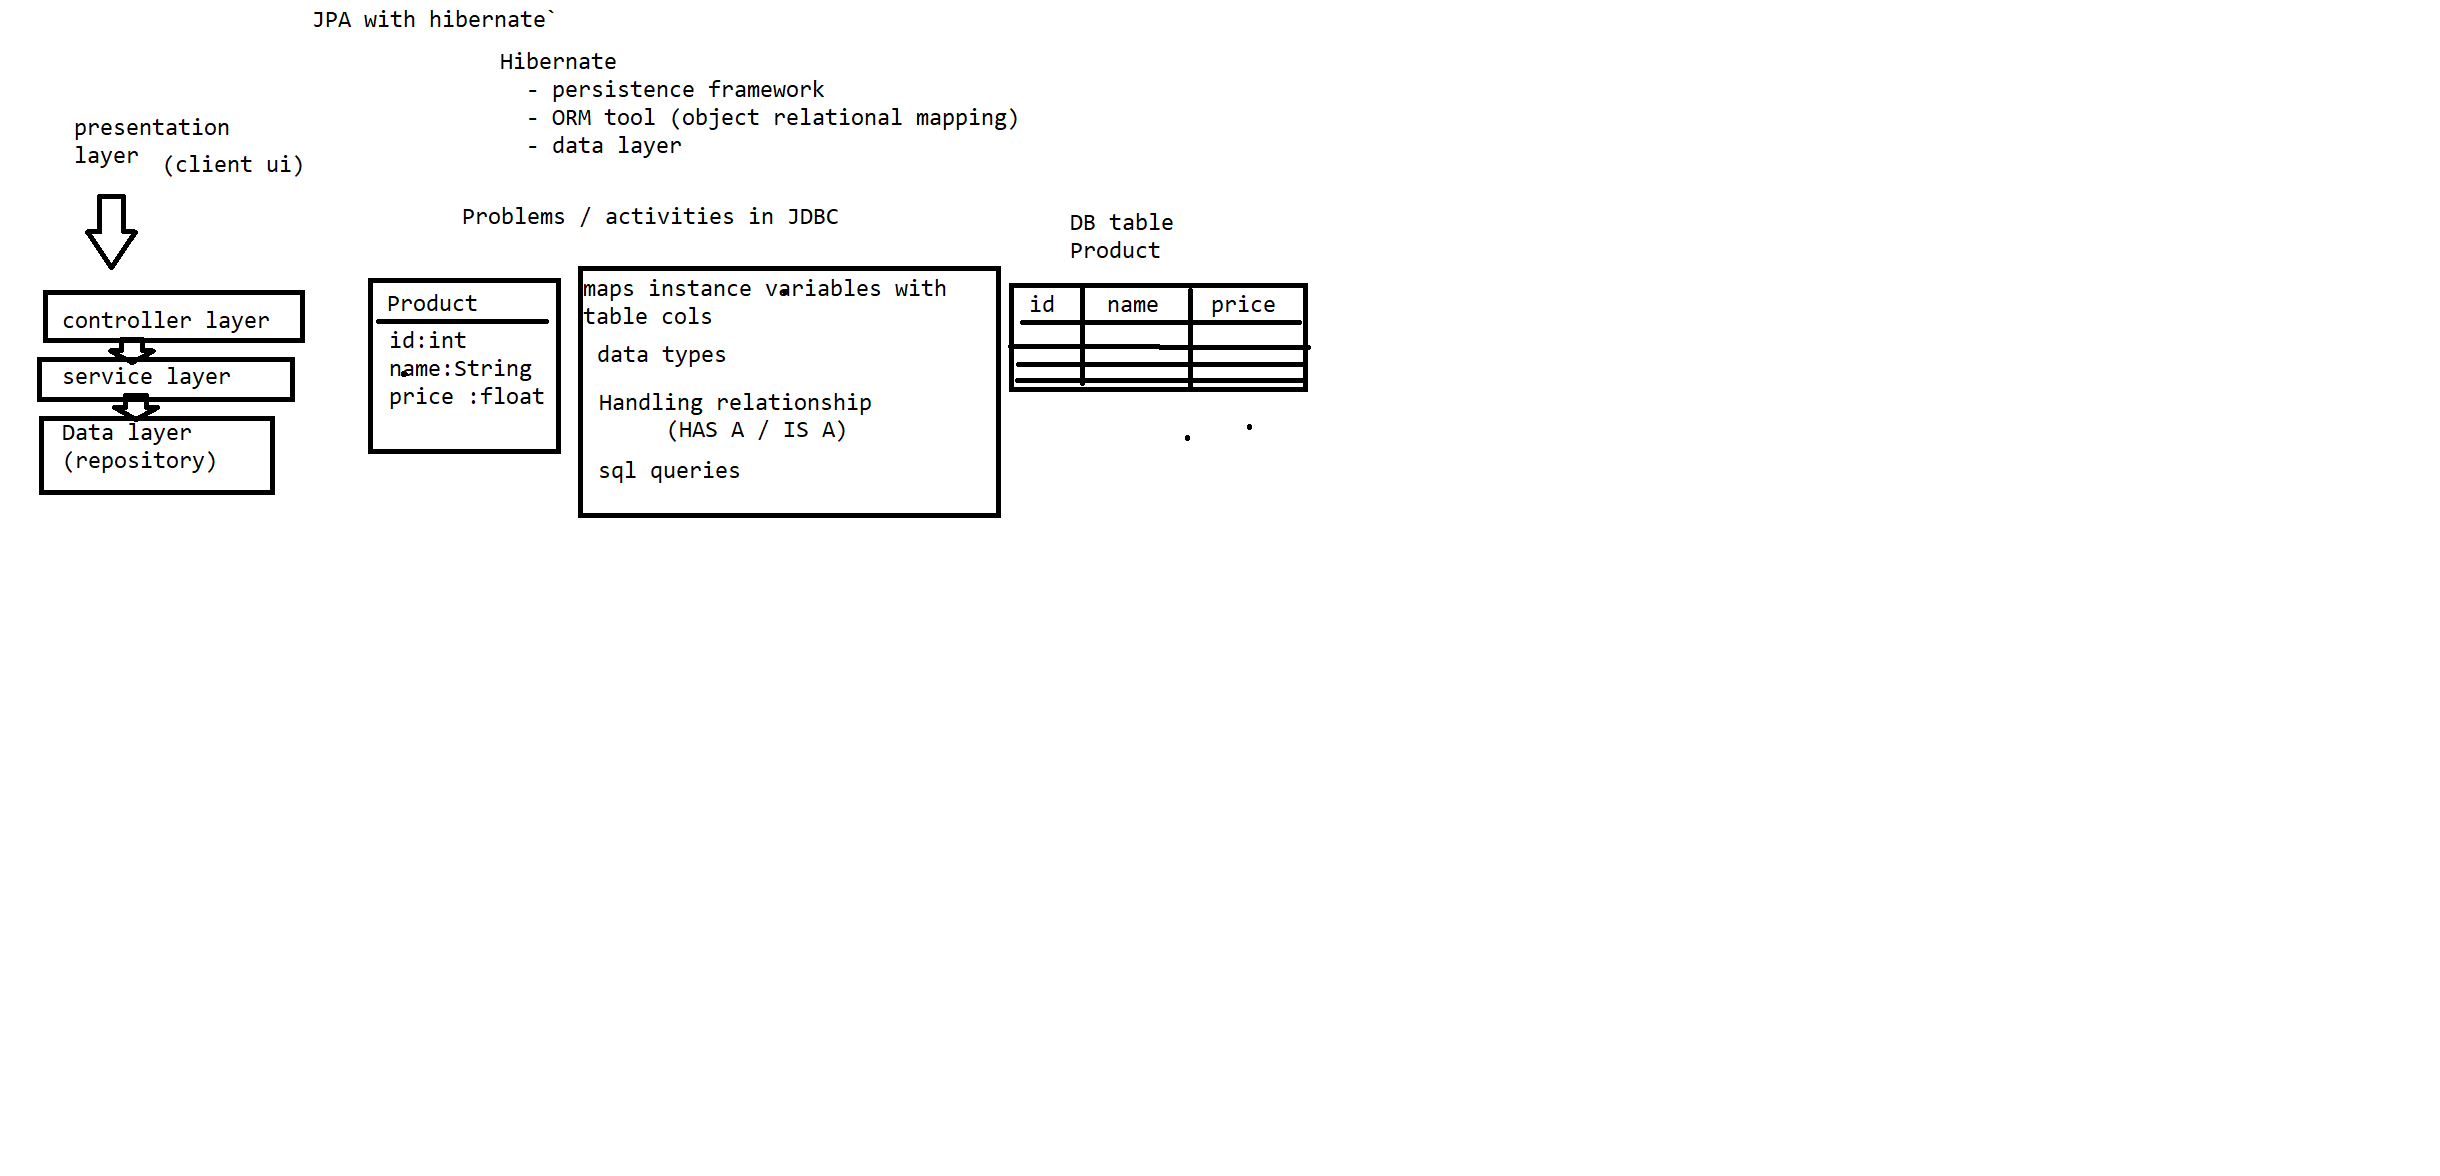 JPA with hibernate`
Hibernate
- persistence framework
- ORM tool (object relational mapping)
- data layer
presentation
layer (client ui)
controller layer
service layer
Data layer
(repository)
Problems / activities in JDBC
Product
id:int
name:String
price :float
maps instance variables with
table cols
data types
Handling relationship
(HAS A / IS A)
sql queries
DB table
Product
id name price